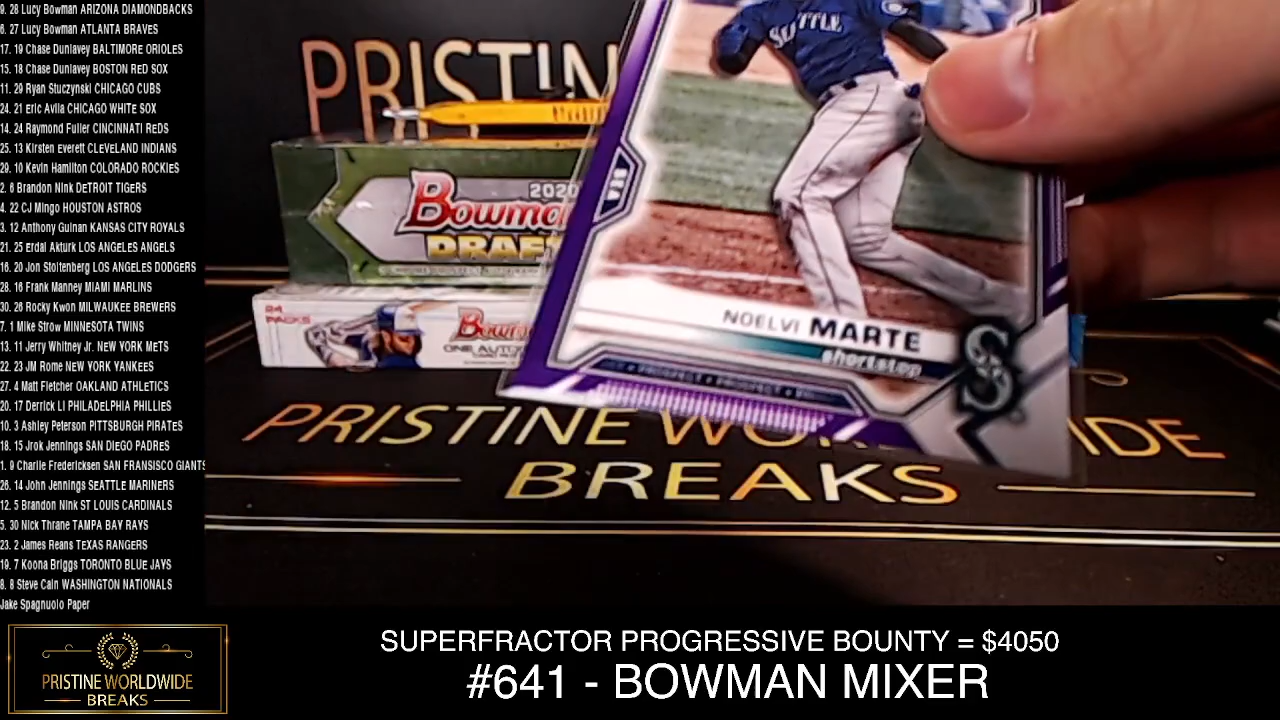 9. 28 Lucy Bowman ARIZONA DIAMONDBACKS
6. 27 Lucy Bowman ATLANTA BRAVES
17. 19 Chase Dunlavey BALTIMORE ORIOLES
15. 18 Chase Dunlavey BOSTON RED SOX
11. 29 Ryan Stuczynski CHICAGO CUBS
24. 21 Eric Avila CHICAGO WHITE SOX
14. 24 Raymond Fuller CINCINNATI REDS
25. 13 Kirsten Everett CLEVELAND INDIANS
29. 10 Kevin Hamilton COLORADO ROCKIES
2. 6 Brandon Nink DETROIT TIGERS
4. 22 CJ Mingo HOUSTON ASTROS
3. 12 Anthony Guinan KANSAS CITY ROYALS
21. 25 Erdal Akturk LOS ANGELES ANGELS
16. 20 Jon Stoltenberg LOS ANGELES DODGERS
28. 16 Frank Manney MIAMI MARLINS
30. 26 Rocky Kwon MILWAUKEE BREWERS
7. 1 Mike Strow MINNESOTA TWINS
13. 11 Jerry Whitney Jr. NEW YORK METS
22. 23 JM Rome NEW YORK YANKEES
27. 4 Matt Fletcher OAKLAND ATHLETICS
20. 17 Derrick Li PHILADELPHIA PHILLIES
10. 3 Ashley Peterson PITTSBURGH PIRATES
18. 15 Jrok Jennings SAN DIEGO PADRES
1. 9 Charlie Fredericksen SAN FRANSISCO GIANTS
26. 14 John Jennings SEATTLE MARINERS
12. 5 Brandon Nink ST LOUIS CARDINALS
5. 30 Nick Thrane TAMPA BAY RAYS
23. 2 James Reans TEXAS RANGERS
19. 7 Koona Briggs TORONTO BLUE JAYS
8. 8 Steve Cain WASHINGTON NATIONALS
Jake Spagnuolo Paper
PRISTINE WORLDWIDE
BREAKS
PRISTIN
2020
Bowma
DRAFT
24
PACKS
Bowm
ONE AUTO
SEATTLE
NOELVI MARTE
shortstop
S
PROSPECT
PRISTINE WORLDWIDE
BREAKS
SUPERFRACTOR PROGRESSIVE BOUNTY = $4050
#641 - BOWMAN MIXER